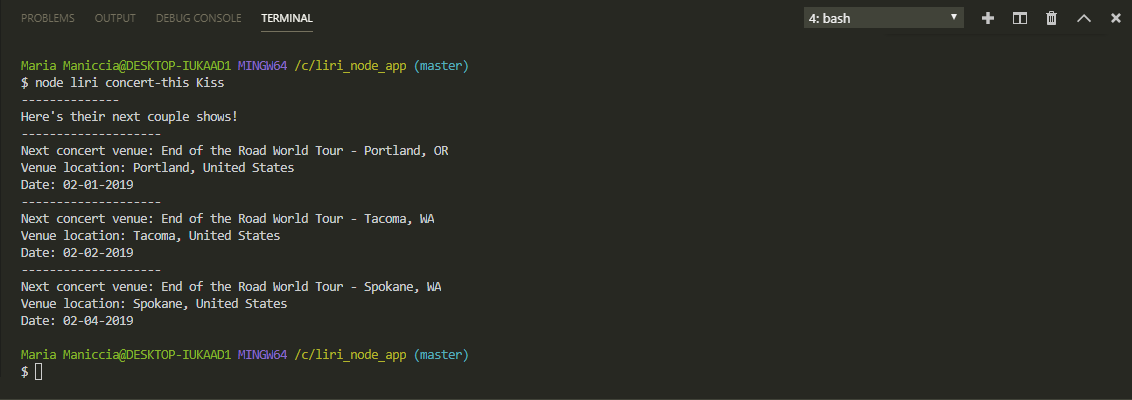 PROBLEMS OUTPUT DEBUG CONSOLE TERMINAL 4: bash
Maria Maniccia@DESKTOP-IUKAAD1 MINGW64 /c/liri_node_app (master)
$ node liri concert-this Kiss
--------------
Here's their next couple shows!
--------------------
Next concert venue: End of the Road World Tour - Portland, OR
Venue location: Portland, United States
Date: 02-01-2019
--------------------
Next concert venue: End of the Road World Tour - Tacoma, WA
Venue location: Tacoma, United States
Date: 02-02-2019
--------------------
Next concert venue: End of the Road World Tour - Spokane, WA
Venue location: Spokane, United States
Date: 02-04-2019
Maria Maniccia@DESKTOP-IUKAAD1 MINGW64 /c/liri_node_app (master)
$